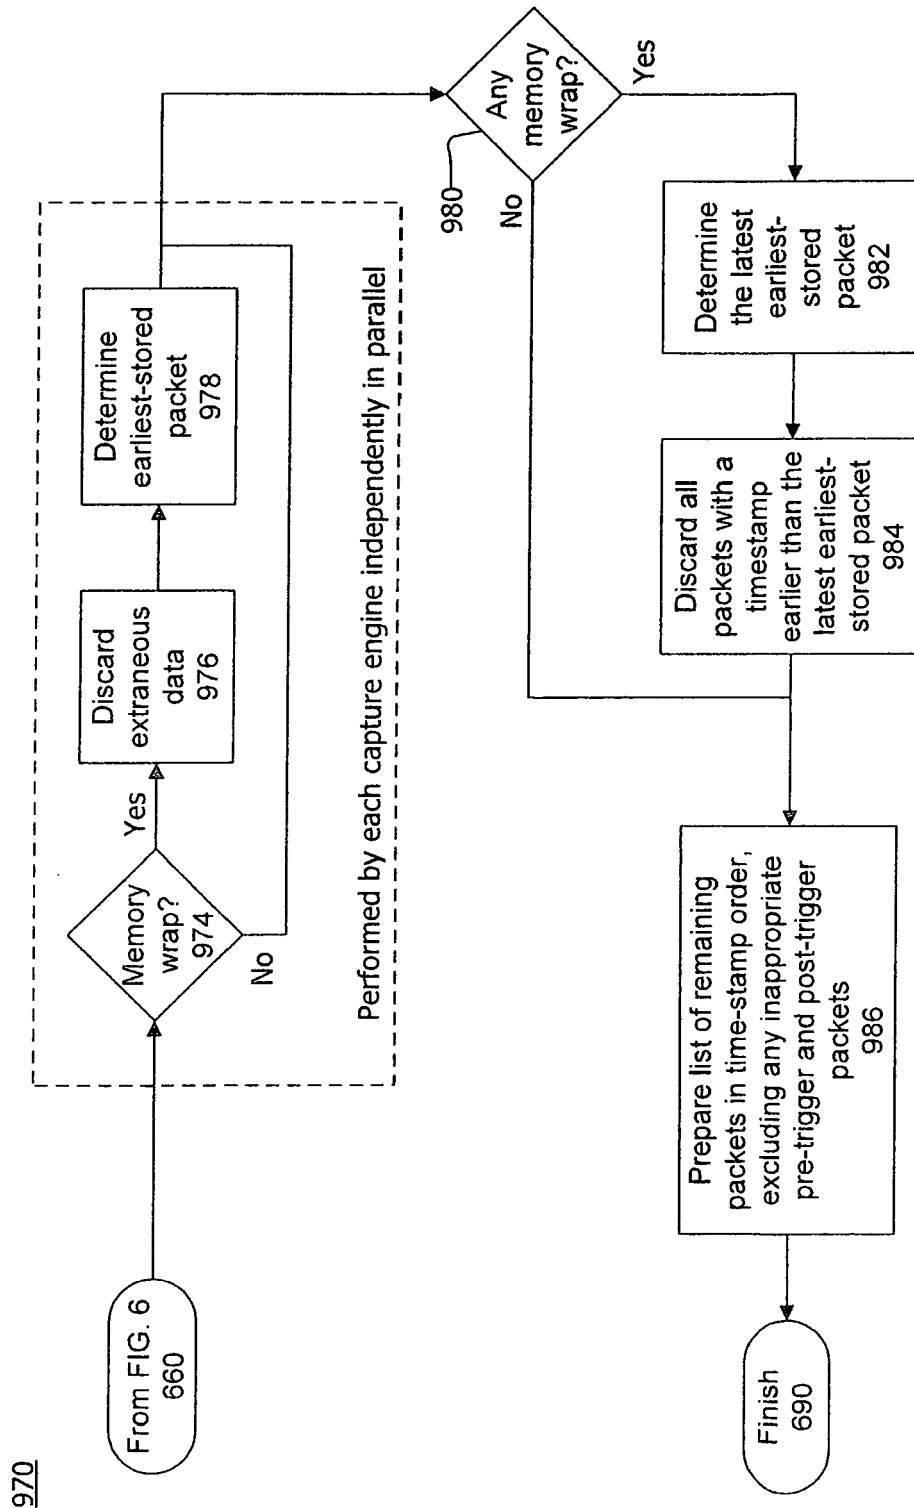 970
From FIG. 6
660
Memory
wrap?
974
Yes
No
Discard
extraneous
data
976
Determine
earliest-stored
packet
978
Performed by each capture engine independently in parallel
980
Any
memory
wrap?
No
Yes
Determine
the latest
earliest-
stored
packet
982
Discard all
packets with a
timestamp
earlier than the
latest earliest-
stored packet
984
Prepare list of remaining
packets in time-stamp order,
excluding any inappropriate
pre-trigger and post-trigger
packets
986
Finish
690